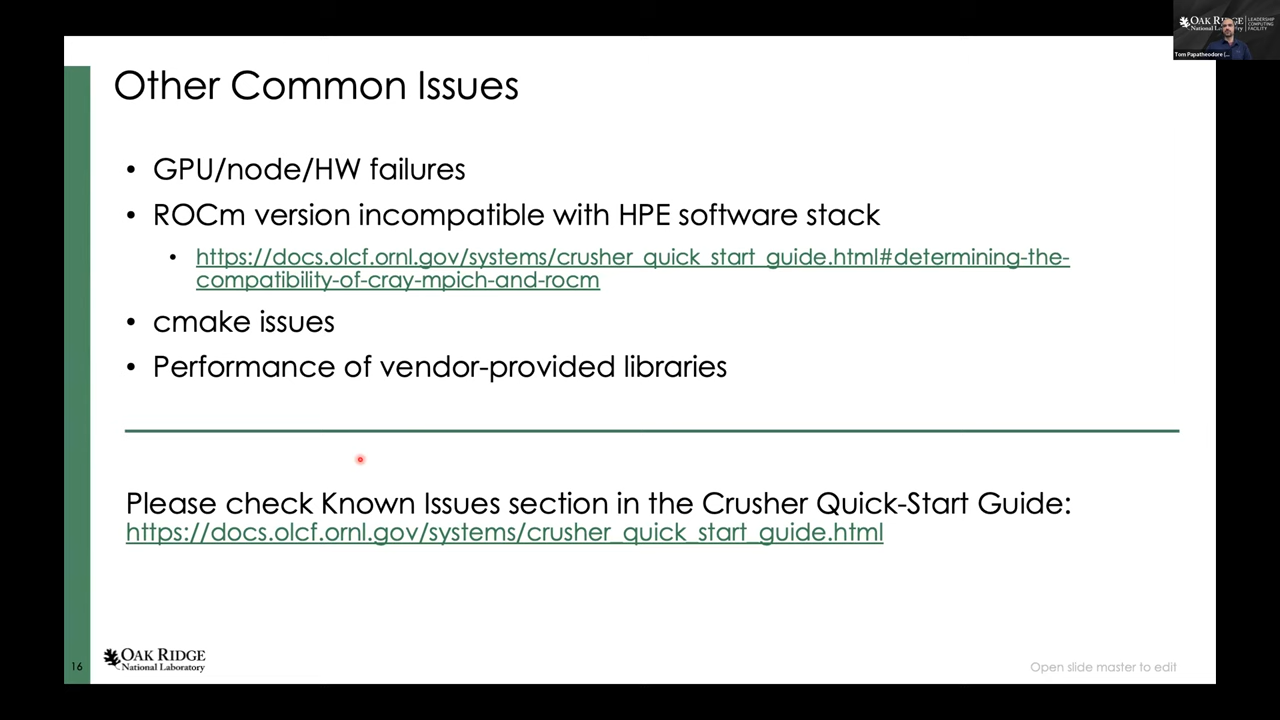 Other Common Issues
• GPU/node/HW failures
• ROCm version incompatible with HPE software stack
• https://docs.olcf.ornl.gov/systems/crusher_quick_start_guide.html#determining-the-
compatibility-of-cray-mpich-and-rocm
• cmake issues
• Performance of vendor-provided libraries
Please check Known Issues section in the Crusher Quick-Start Guide:
https://docs.olcf.ornl.gov/systems/crusher_quick_start_guide.html
16
OAK RIDGE
National Laboratory
Open slide master to edit
OAK RIDGE
National Laboratory
LEADERSHIP
COMPUTING
FACILITY
Tom Papatheodore (...